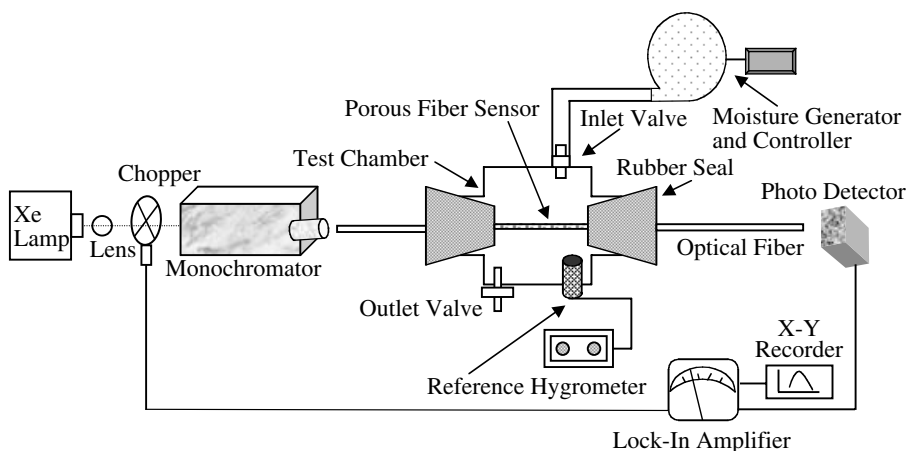 Porous Fiber Sensor
Inlet Valve
Moisture Generator
and Controller
Test Chamber
Rubber Seal
Chopper
Photo Detector
Xe
Lamp
Lens
Monochromator
Optical Fiber
Outlet Valve
X-Y
Recorder
Reference Hygrometer
Lock-In Amplifier